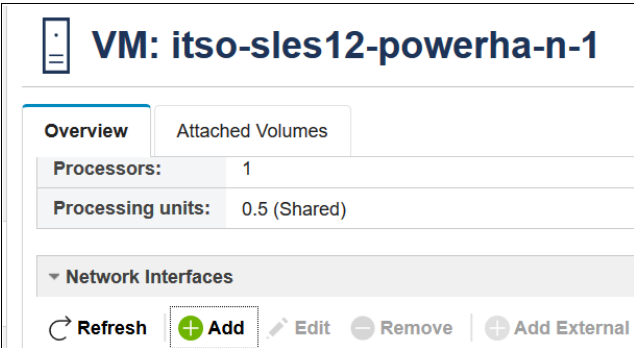 VM: itso-sles12-powerha-n-1
Overview Attached Volumes
Processors: 1
Processing units: 0.5 (Shared)
Network Interfaces
Refresh Add Edit Remove Add External